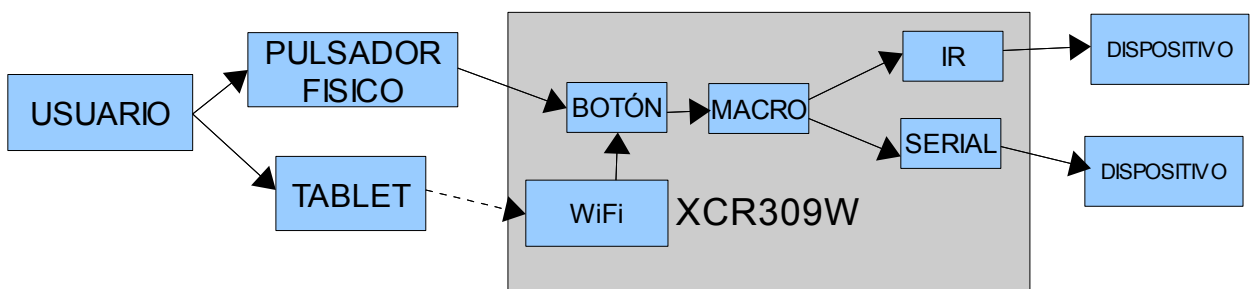 USUARIO
PULSADOR
FISICO
TABLET
BOTÓN
WiFi
MACRO
IR
SERIAL
XCR309W
DISPOSITIVO
DISPOSITIVO